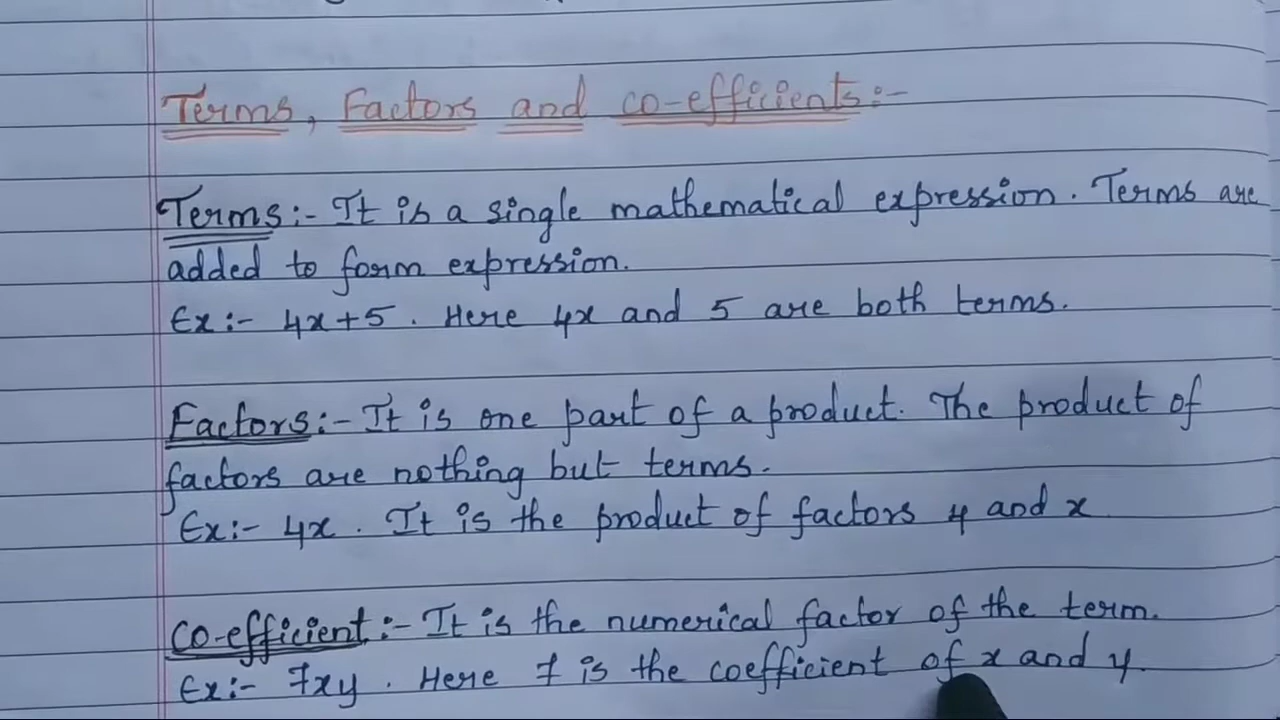 Terms, Factors and co-efficients:-
Terms:- It is a single mathematical expression. Terms are
added to form expression.
Ex:- 4x+5. Here 4x and 5 are both terms.
Factors:- It is one part of a product. The product of
factors are nothing but terms.
Ex:- 4x. It is the product of factors 4 and x
co-efficient:- It is the numerical factor of the term.
Ex:- 7xy. Here 7 is the coefficient of x and y.